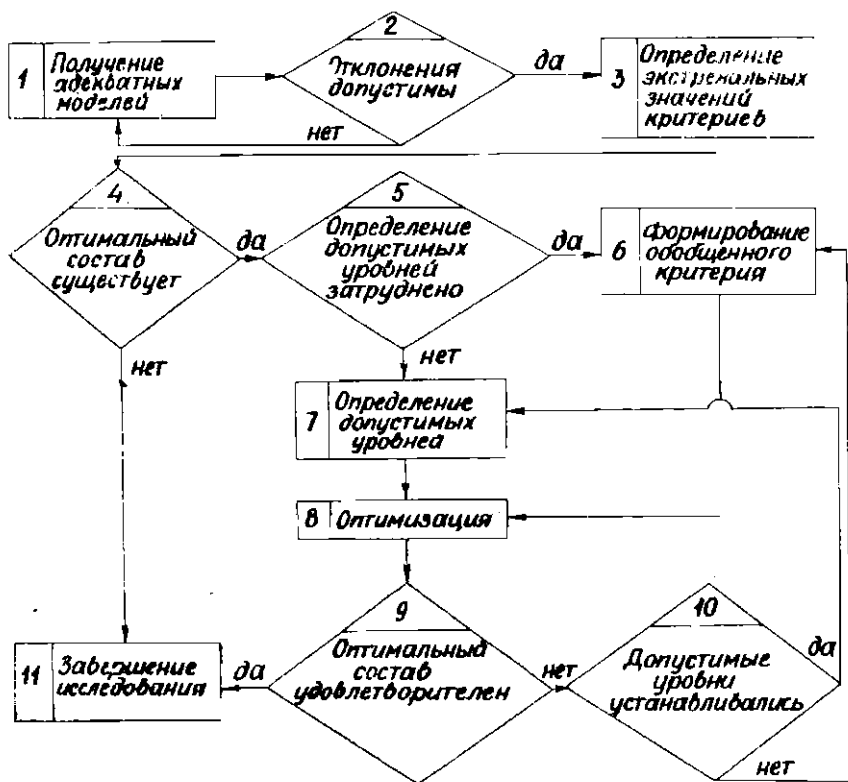 1
Получение
адекватных
моделей
2
Отклонения
допустимы
да
нет
3
Определение
экстремальных
значений
критериев
4
Оптимальный
состав
существует
да
нет
5
Определение
допустимых
уровней
затруднено
да
нет
6
Формирование
обобщенного
критерия
7
Определение
допустимых
уровней
8
Оптимизация
9
Оптимальный
состав
удовлетворителен
да
нет
10
Допустимые
уровни
устанавливались
да
нет
11
Завершение
исследования